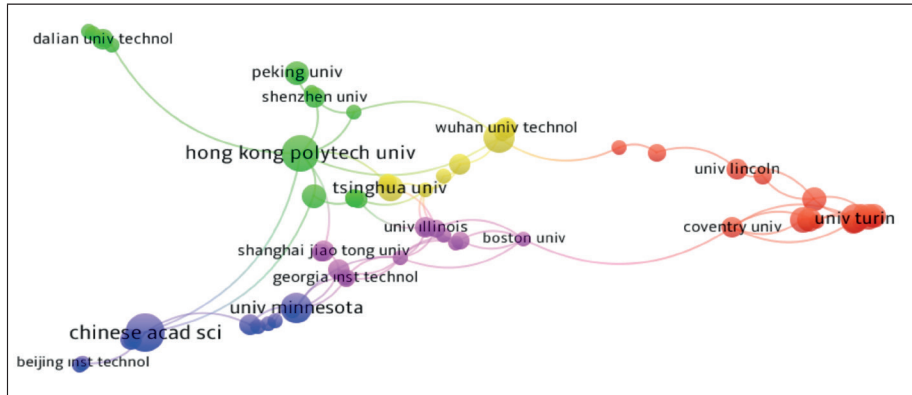 dalian univ technol
peking univ
shenzhen univ
wuhan univ technol
hong kong polytech univ
univ lincoln
tsinghua univ
univ turin
univ illinois
coventry univ
boston univ
shanghai jiao tong univ
georgia inst technol
univ minnesota
chinese acad sci
beijing inst technol